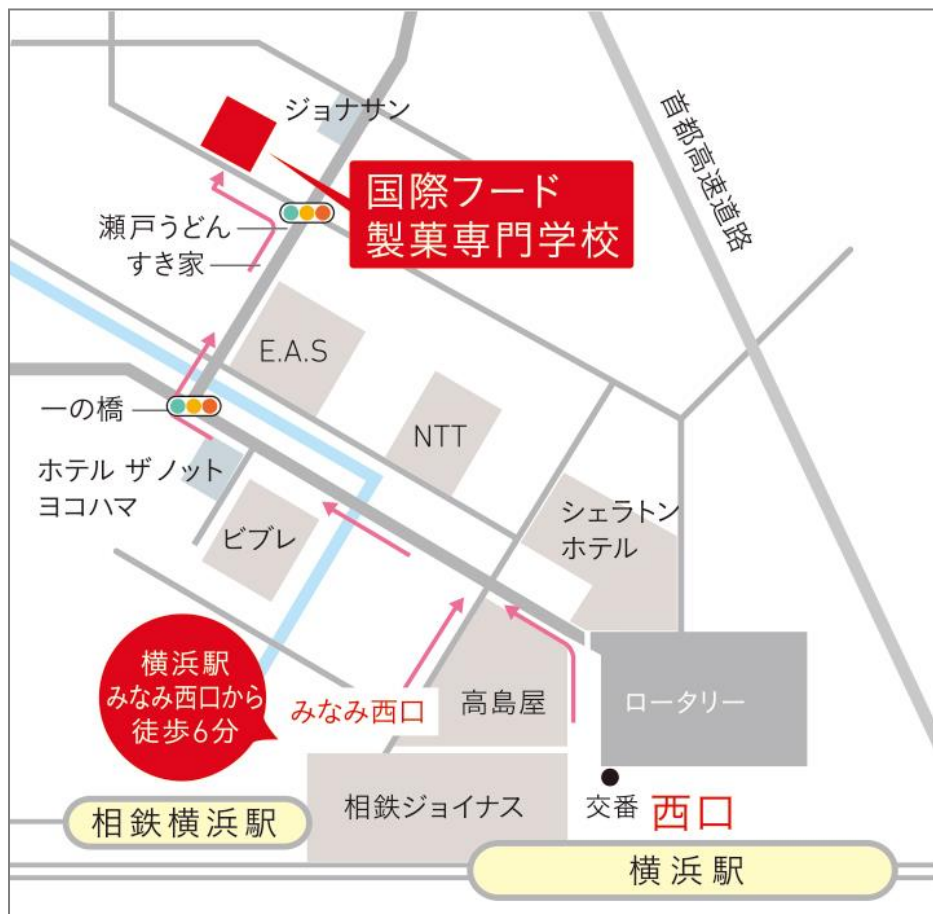 ジョナサン
首都高速道路
国際フード
製菓専門学校
瀬戸うどん
すき家
E.A.S
一の橋
NTT
ホテル ザノット
ヨコハマ
ビブレ
シェラトン
ホテル
横浜駅
みなみ西口から
徒歩6分
みなみ西口
高島屋
ロータリー
相鉄ジョイナス
交番
西口
相鉄横浜駅
横浜駅